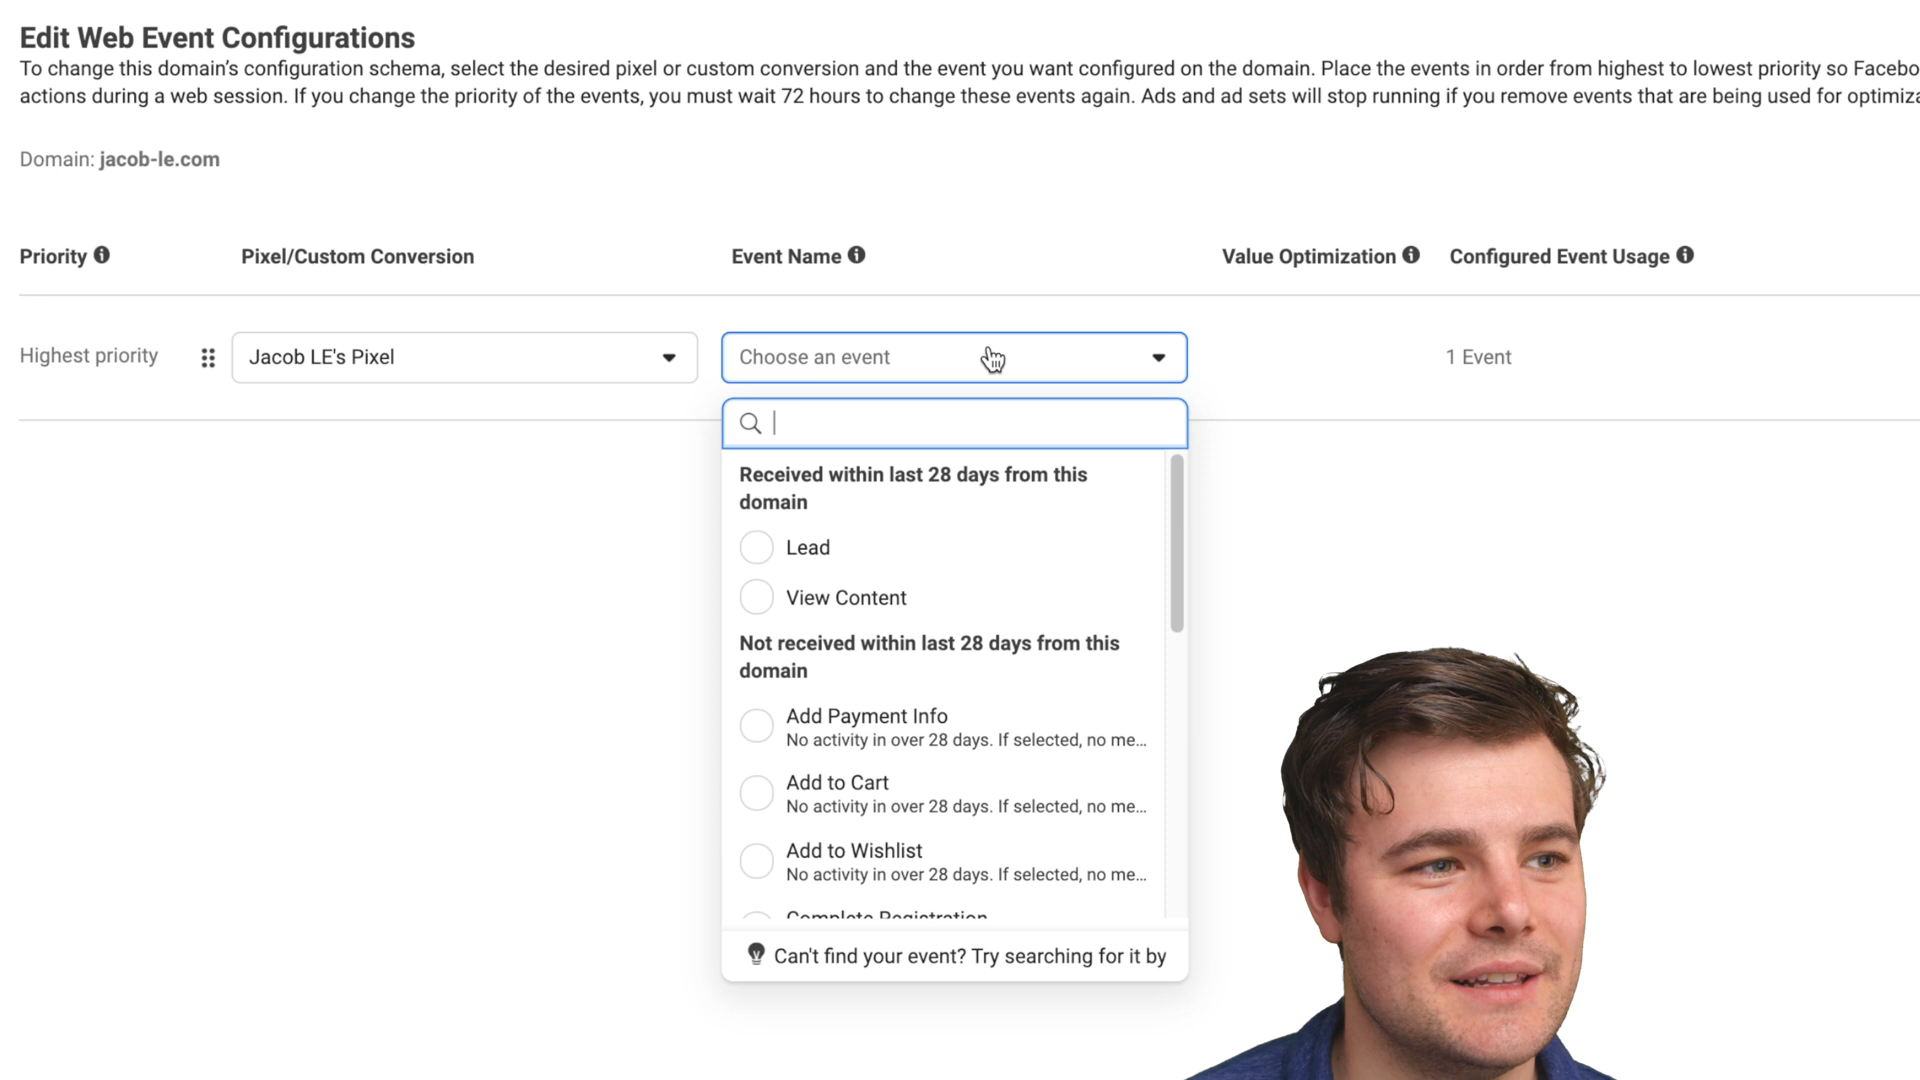 Edit Web Event Configurations
To change this domain’s configuration schema, select the desired pixel or custom conversion and the event you want configured on the domain. Place the events in order from highest to lowest priority so Facebo
actions during a web session. If you change the priority of the events, you must wait 72 hours to change these events again. Ads and ad sets will stop running if you remove events that are being used for optimiza
Domain: jacob-le.com
Priority Pixel/Custom Conversion Event Name Value Optimization Configured Event Usage
Highest priority Jacob LE's Pixel Choose an event 1 Event
Received within last 28 days from this
domain
Lead
View Content
Not received within last 28 days from this
domain
Add Payment Info
No activity in over 28 days. If selected, no me...
Add to Cart
No activity in over 28 days. If selected, no me...
Add to Wishlist
No activity in over 28 days. If selected, no me...
Complete Registration
Can't find your event? Try searching for it by